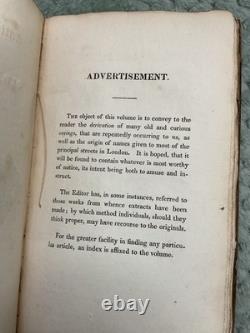 ADVERTISEMENT.
THE object of this volume is to convey to the
reader the derivation of many old and curious
sayings, that are repeatedly occurring to us, as
well as the origin of names given to most of the
principal streets in London. It is hoped, that it
will be found to contain whatever is most worthy
of notice, its intent being both to amuse and in-
struct.
The Editor has, in some instances, referred to
those works from whence extracts have been
made; by which method individuals, should they
think proper, may have recourse to the originals.
For the greater facility in finding any particu-
lar article, an index is affixed to the volume.
© 12th-street